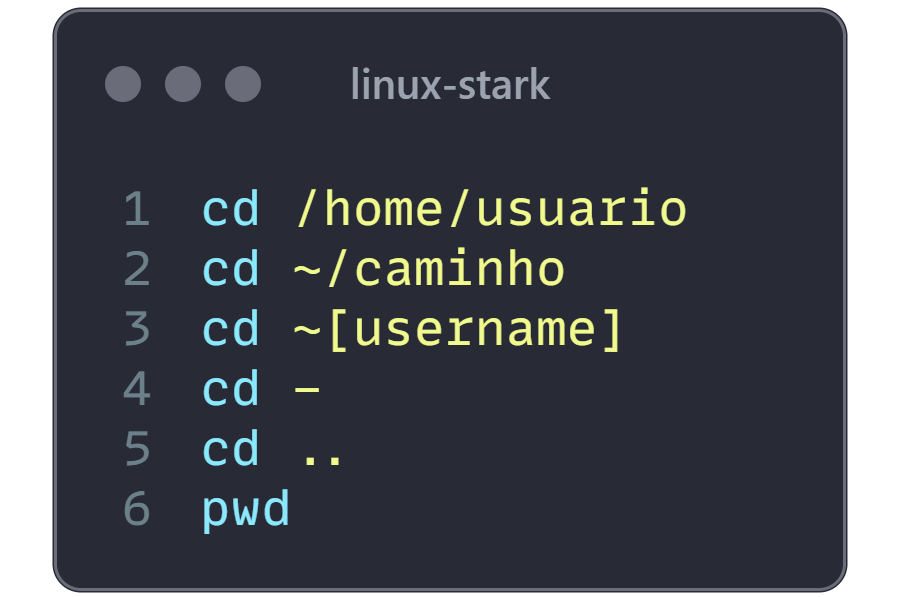 linux-stark
1 cd /home/usuario
2 cd ~/caminho
3 cd ~[username]
4 cd -
5 cd ..
6 pwd